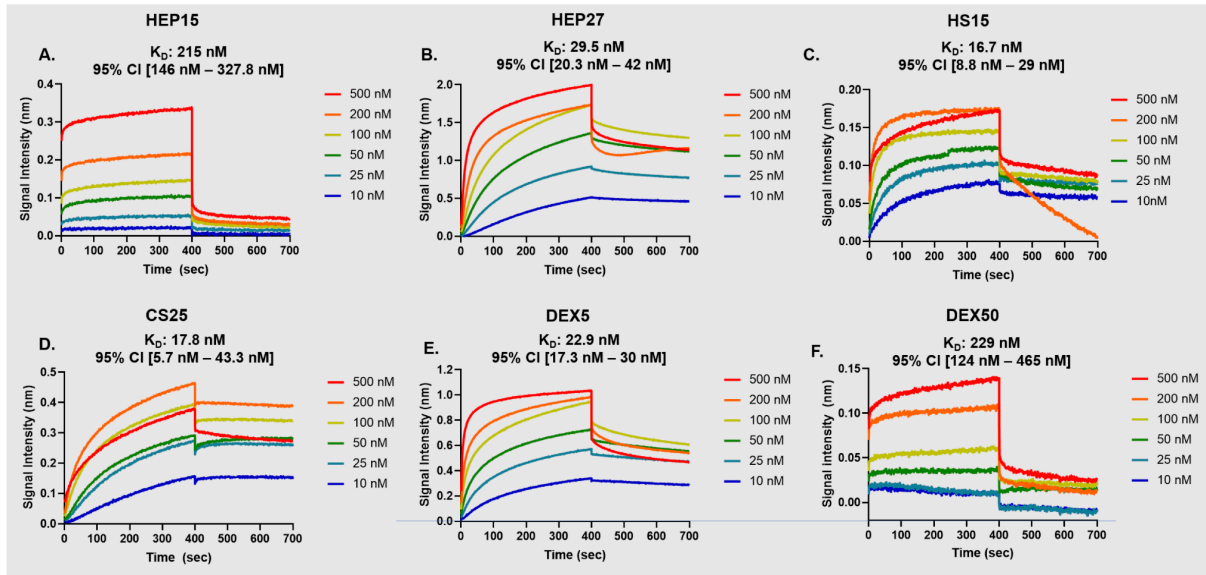 HEP15
A.
K_D: 215 nM
95% CI [146 nM – 327.8 nM]
Signal Intensity (nm)
0.4
0.3
0.2
0.1
0.0
0 100 200 300 400 500 600 700
Time (sec)
500 nM
200 nM
100 nM
50 nM
25 nM
10 nM
HEP27
B.
K_D: 29.5 nM
95% CI [20.3 nM – 42 nM]
Signal Intensity (nm)
2.0
1.5
1.0
0.5
0.0
0 100 200 300 400 500 600 700
Time (sec)
500 nM
200 nM
100 nM
50 nM
25 nM
10 nM
HS15
C.
K_D: 16.7 nM
95% CI [8.8 nM – 29 nM]
Signal Intensity (nm)
0.20
0.15
0.10
0.05
0.00
0 100 200 300 400 500 600 700
Time (sec)
500 nM
200 nM
100 nM
50 nM
25 nM
10nM
CS25
D.
K_D: 17.8 nM
95% CI [5.7 nM – 43.3 nM]
Signal Intensity (nm)
0.5
0.4
0.3
0.2
0.1
0.0
0 100 200 300 400 500 600 700
Time (sec)
500 nM
200 nM
100 nM
50 nM
25 nM
10 nM
DEX5
E.
K_D: 22.9 nM
95% CI [17.3 nM – 30 nM]
Signal Intensity (nm)
1.2
1.0
0.8
0.6
0.4
0.2
0.0
0 100 200 300 400 500 600 700
Time (sec)
500 nM
200 nM
100 nM
50 nM
25 nM
10 nM
DEX50
F.
K_D: 229 nM
95% CI [124 nM – 465 nM]
Signal Intensity (nm)
0.15
0.10
0.05
0.00
0 100 200 300 400 500 600 700
Time (sec)
500 nM
200 nM
100 nM
50 nM
25 nM
10 nM